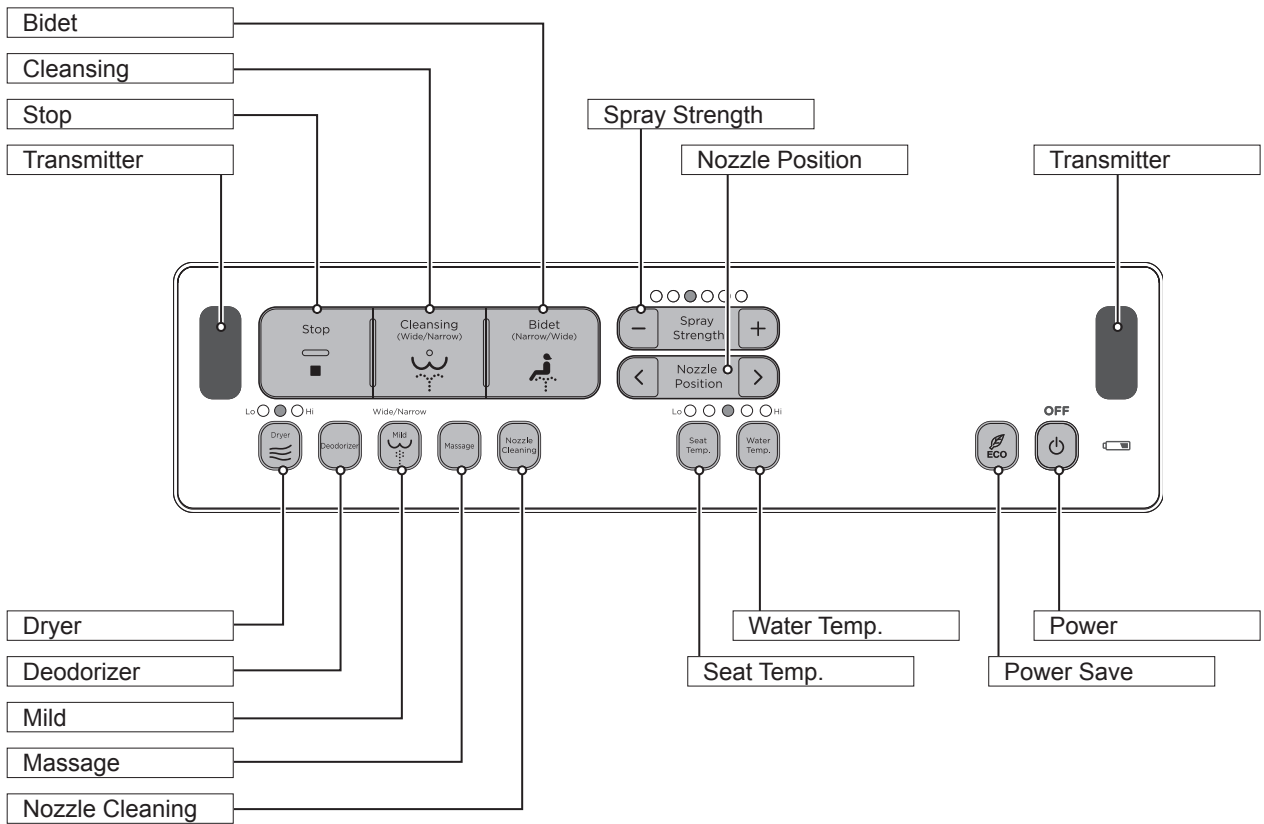 Bidet
Cleansing
Stop
Transmitter
Spray Strength
Nozzle Position
Transmitter
Stop
Cleansing
(Wide/Narrow)
Bidet
(Narrow/Wide)
Spray
Strength
Nozzle
Position
Lo
Hi
Wide/Narrow
Lo
Hi
OFF
Dryer
Deodorizer
Mild
Massage
Nozzle
Cleaning
Seat
Temp.
Water
Temp.
ECO
Dryer
Deodorizer
Mild
Massage
Nozzle Cleaning
Water Temp.
Seat Temp.
Power
Power Save